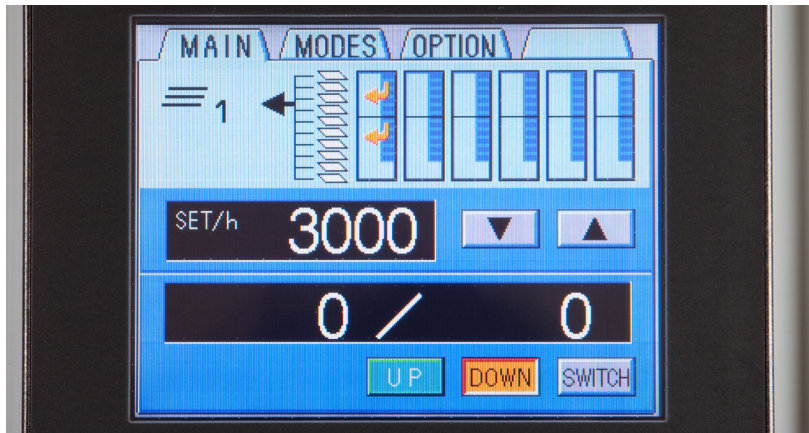 MAIN MODES OPTION
1
SET/h 3000
0 / 0
UP DOWN SWITCH